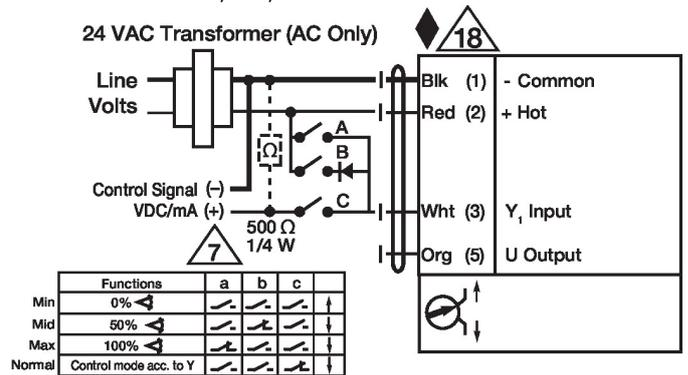 24 VAC Transformer (AC Only)
18
Line
Volts
Blk (1) - Common
Red (2) + Hot
A
Ω
B
Control Signal (–)
VDC/mA (+)
C
Wht (3) Y₁ Input
500 Ω
1/4 W
7
Org (5) U Output
Functions a b c
Min 0%
Mid 50%
Max 100%
Normal Control mode acc. to Y